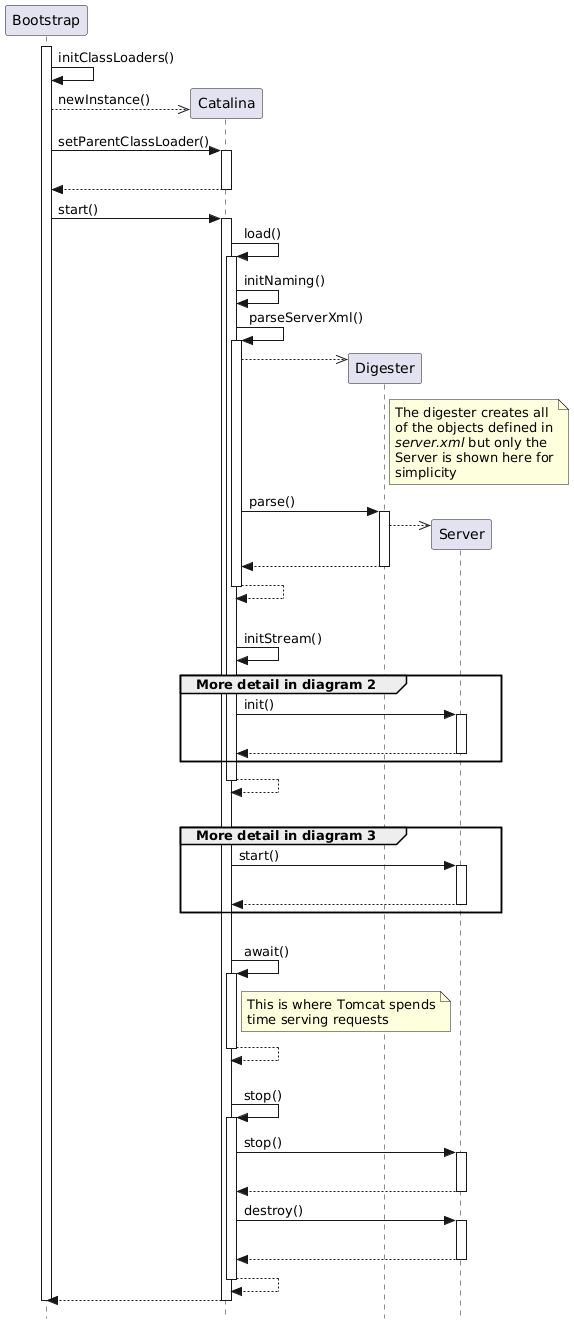 Bootstrap
initClassLoaders()
newInstance()
Catalina
setParentClassLoader()
start()
load()
initNaming()
parseServerXml()
Digester
The digester creates all
of the objects defined in
server.xml but only the
Server is shown here for
simplicity
parse()
Server
initStream()
More detail in diagram 2
init()
More detail in diagram 3
start()
await()
This is where Tomcat spends
time serving requests
stop()
stop()
destroy()